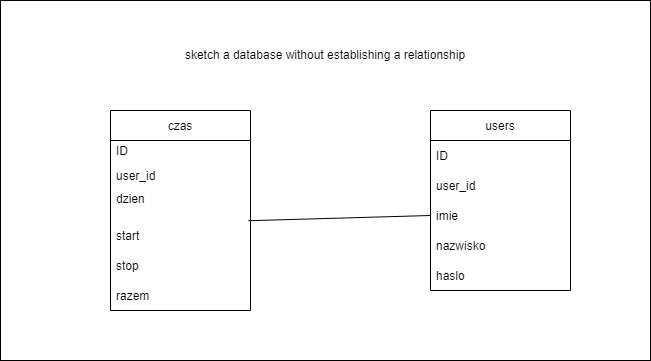 sketch a database without establishing a relationship
czas
ID
user_id
dzien
start
stop
razem
users
ID
user_id
imie
nazwisko
haslo